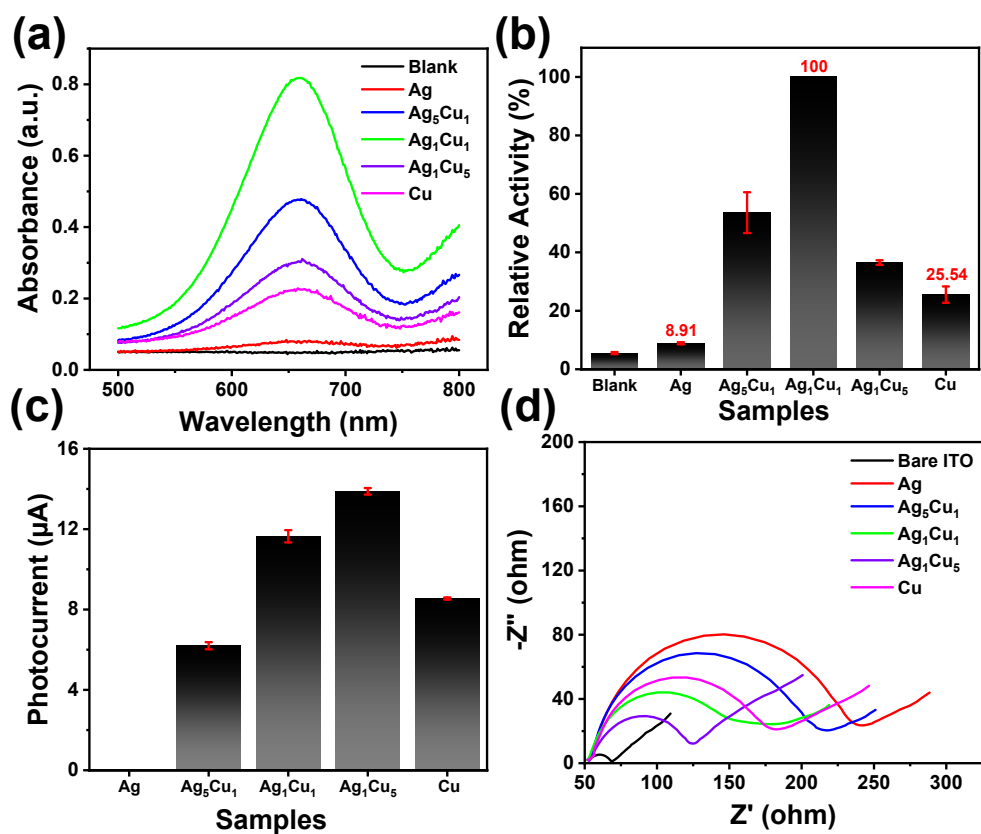 (a)
Absorbance (a.u.)
0.8
0.6
0.4
0.2
0.0
500
600
700
800
Wavelength (nm)
Blank
Ag
Ag₅Cu₁
Ag₁Cu₁
Ag₁Cu₅
Cu
(b)
Relative Activity (%)
100
80
60
40
20
0
8.91
100
25.54
Blank
Ag
Ag₅Cu₁
Ag₁Cu₁
Ag₁Cu₅
Cu
Samples
(c)
Photocurrent (μA)
16
12
8
4
0
Ag
Ag₅Cu₁
Ag₁Cu₁
Ag₁Cu₅
Cu
Samples
(d)
-Z'' (ohm)
200
160
120
80
40
0
50
100
150
200
250
300
Z' (ohm)
Bare ITO
Ag
Ag₅Cu₁
Ag₁Cu₁
Ag₁Cu₅
Cu